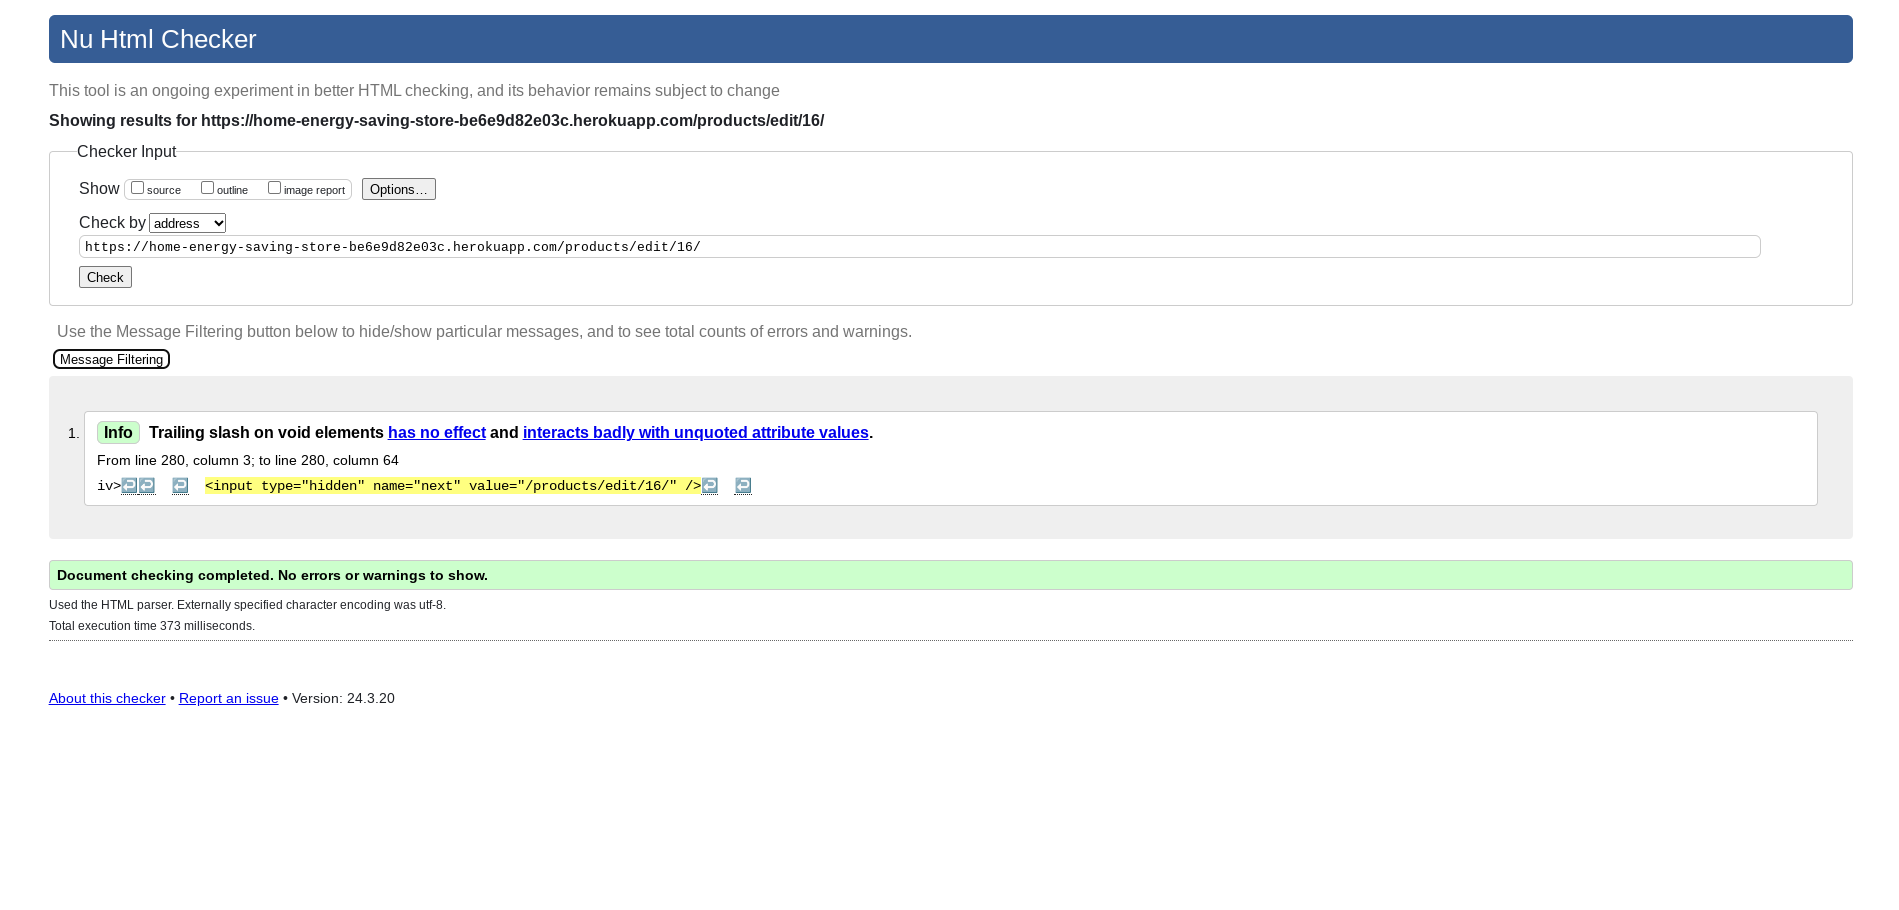 Nu Html Checker
This tool is an ongoing experiment in better HTML checking, and its behavior remains subject to change
Showing results for https://home-energy-saving-store-be6e9d82e03c.herokuapp.com/products/edit/16/
Checker Input
Show source outline image report Options…
Check by address
https://home-energy-saving-store-be6e9d82e03c.herokuapp.com/products/edit/16/
Check
Use the Message Filtering button below to hide/show particular messages, and to see total counts of errors and warnings.
Message Filtering
1. Info Trailing slash on void elements has no effect and interacts badly with unquoted attribute values.
From line 280, column 3; to line 280, column 64
iv>↩↩ ↩ <input type="hidden" name="next" value="/products/edit/16/" />↩ ↩
Document checking completed. No errors or warnings to show.
Used the HTML parser. Externally specified character encoding was utf-8.
Total execution time 373 milliseconds.
About this checker • Report an issue • Version: 24.3.20